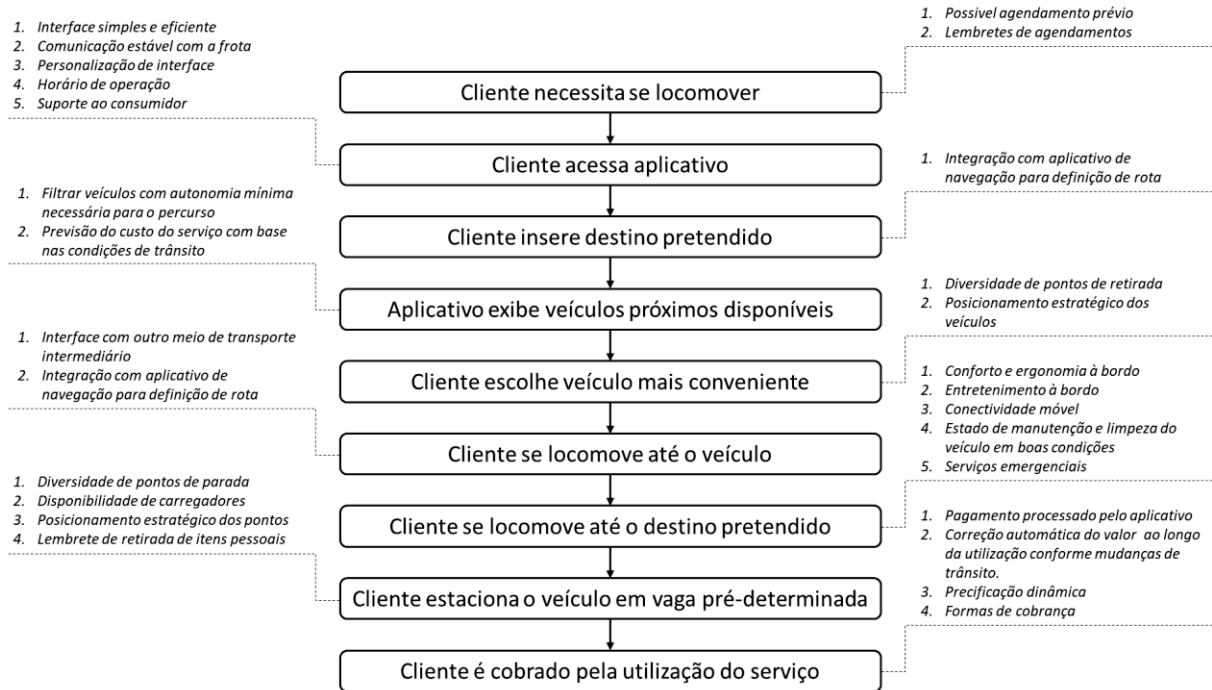 1. Interface simples e eficiente
2. Comunicação estável com a frota
3. Personalização de interface
4. Horário de operação
5. Suporte ao consumidor
1. Possivel agendamento prévio
2. Lembretes de agendamentos
Cliente necessita se locomover
Cliente acessa aplicativo
1. Integração com aplicativo de
navegação para definição de rota
1. Filtrar veículos com autonomia mínima
necessária para o percurso
2. Previsão do custo do serviço com base
nas condições de trânsito
Cliente insere destino pretendido
Aplicativo exibe veículos próximos disponíveis
1. Diversidade de pontos de retirada
2. Posicionamento estratégico dos
veículos
1. Interface com outro meio de transporte
intermediário
2. Integração com aplicativo de
navegação para definição de rota
Cliente escolhe veículo mais conveniente
1. Conforto e ergonomia à bordo
2. Entretenimento à bordo
3. Conectividade móvel
4. Estado de manutenção e limpeza do
veículo em boas condições
5. Serviços emergenciais
Cliente se locomove até o veículo
1. Diversidade de pontos de parada
2. Disponibilidade de carregadores
3. Posicionamento estratégico dos pontos
4. Lembrete de retirada de itens pessoais
Cliente se locomove até o destino pretendido
1. Pagamento processado pelo aplicativo
2. Correção automática do valor ao longo
da utilização conforme mudanças de
trânsito.
3. Precificação dinâmica
4. Formas de cobrança
Cliente estaciona o veículo em vaga pré-determinada
Cliente é cobrado pela utilização do serviço